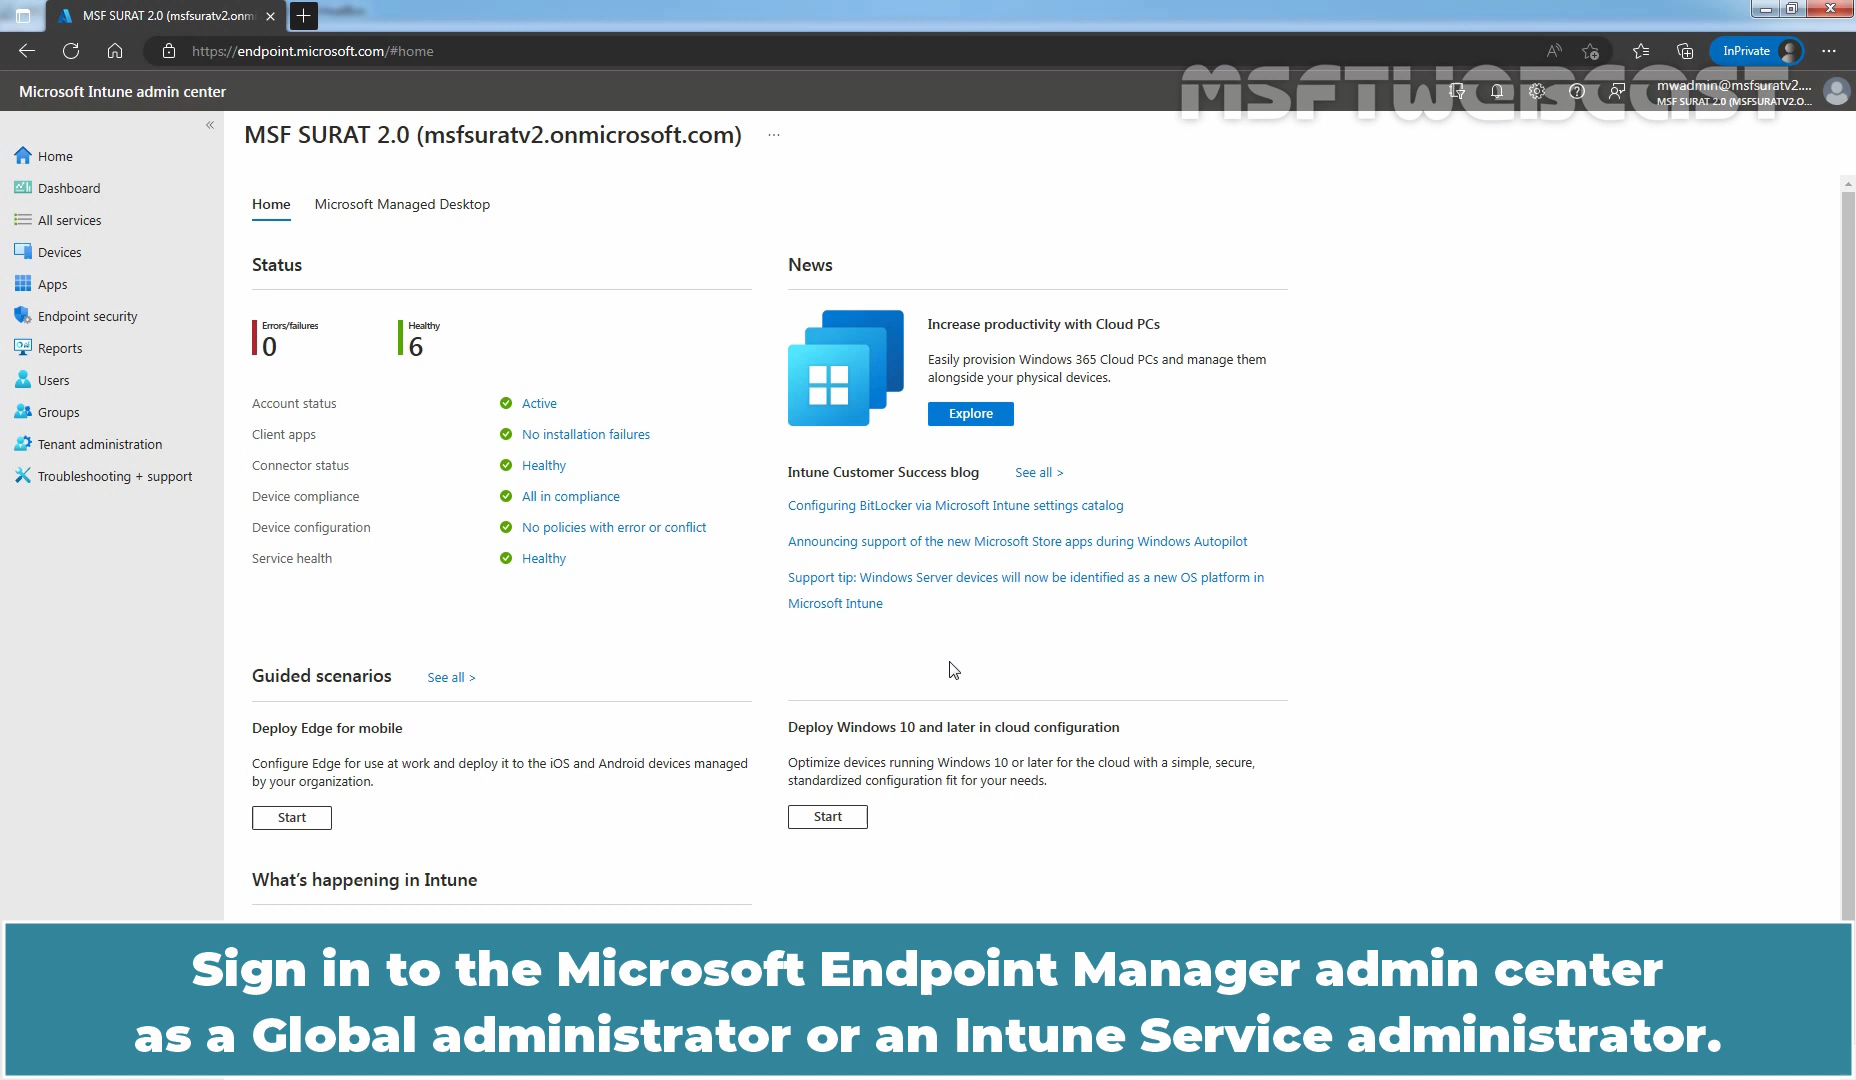 MSF SURAT 2.0 (msfsuratv2.onmi
https://endpoint.microsoft.com/#home
InPrivate
Microsoft Intune admin center
MSFTWEBCAST
mwadmin@msfsuratv2....
MSF SURAT 2.0 (MSFSURATV2.O...
«
MSF SURAT 2.0 (msfsuratv2.onmicrosoft.com)
...
Home
Dashboard
All services
Devices
Apps
Endpoint security
Reports
Users
Groups
Tenant administration
Troubleshooting + support
Home
Microsoft Managed Desktop
Status
Errors/failures
0
Healthy
6
Account status
Active
Client apps
No installation failures
Connector status
Healthy
Device compliance
All in compliance
Device configuration
No policies with error or conflict
Service health
Healthy
News
Increase productivity with Cloud PCs
Easily provision Windows 365 Cloud PCs and manage them
alongside your physical devices.
Explore
Intune Customer Success blog
See all >
Configuring BitLocker via Microsoft Intune settings catalog
Announcing support of the new Microsoft Store apps during Windows Autopilot
Support tip: Windows Server devices will now be identified as a new OS platform in
Microsoft Intune
Guided scenarios
See all >
Deploy Edge for mobile
Configure Edge for use at work and deploy it to the iOS and Android devices managed
by your organization.
Start
Deploy Windows 10 and later in cloud configuration
Optimize devices running Windows 10 or later for the cloud with a simple, secure,
standardized configuration fit for your needs.
Start
What's happening in Intune
Sign in to the Microsoft Endpoint Manager admin center
as a Global administrator or an Intune Service administrator.